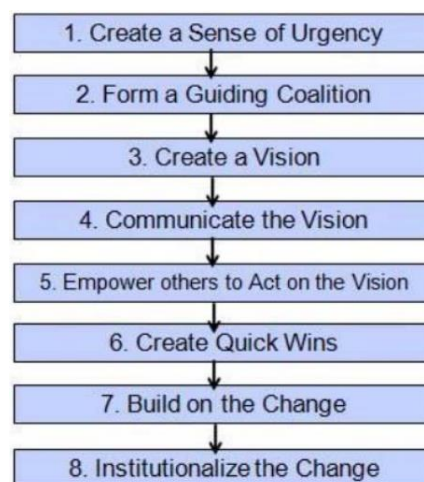 1. Create a Sense of Urgency
2. Form a Guiding Coalition
3. Create a Vision
4. Communicate the Vision
5. Empower others to Act on the Vision
6. Create Quick Wins
7. Build on the Change
8. Institutionalize the Change